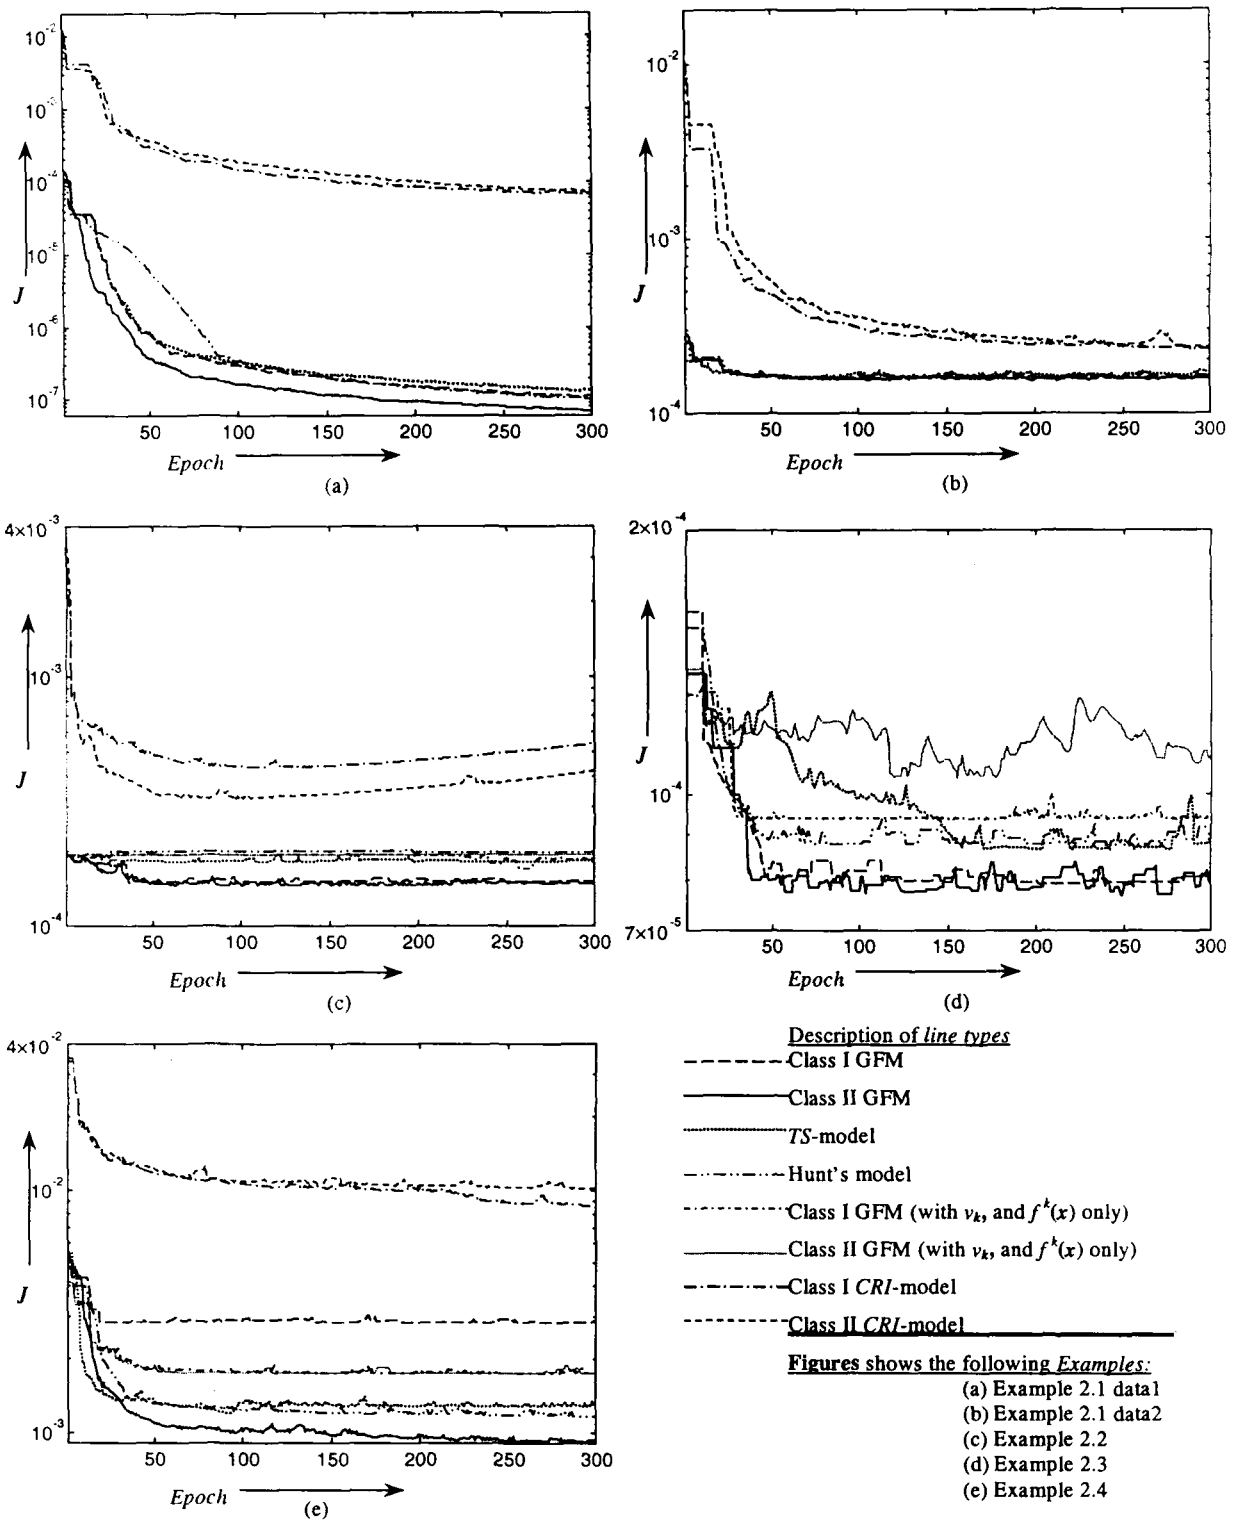 10⁻²
10⁻³
10⁻⁴
10⁻⁵
10⁻⁶
10⁻⁷
J
50 100 150 200 250 300
Epoch
(a)
10⁻²
10⁻³
10⁻⁴
J
50 100 150 200 250 300
Epoch
(b)
4×10⁻³
10⁻³
10⁻⁴
J
50 100 150 200 250 300
Epoch
(c)
2×10⁻⁴
10⁻⁴
7×10⁻⁵
J
50 100 150 200 250 300
Epoch
(d)
4×10⁻²
10⁻²
10⁻³
J
50 100 150 200 250 300
Epoch
(e)
Description of line types
Class I GFM
Class II GFM
TS-model
Hunt's model
Class I GFM (with vₖ, and fᵏ(x) only)
Class II GFM (with vₖ, and fᵏ(x) only)
Class I CRI-model
Class II CRI-model
Figures shows the following Examples:
(a) Example 2.1 data1
(b) Example 2.1 data2
(c) Example 2.2
(d) Example 2.3
(e) Example 2.4